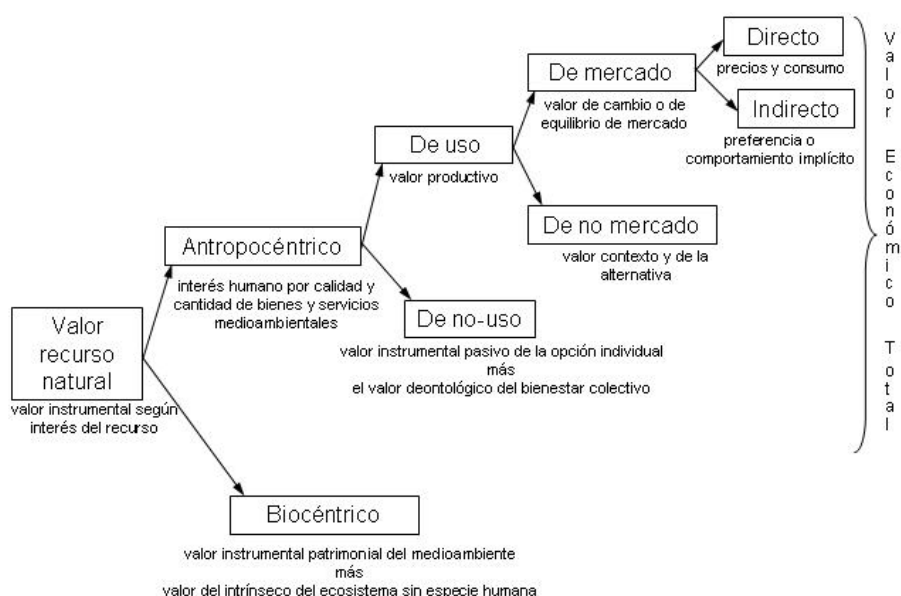 Directo
precios y consumo
De mercado
valor de cambio o de
equilibrio de mercado
Indirecto
preferencia o
comportamiento implícito
De uso
valor productivo
De no mercado
valor contexto y de la
alternativa
Antropocéntrico
interés humano por calidad y
cantidad de bienes y servicios
medioambientales
De no-uso
valor instrumental pasivo de la opción individual
más
el valor deontológico del bienestar colectivo
Valor
recurso
natural
valor instrumental según
interés del recurso
Biocéntrico
valor instrumental patrimonial del medioambiente
más
valor del intrínseco del ecosistema sin especie humana
Valor Económico Total